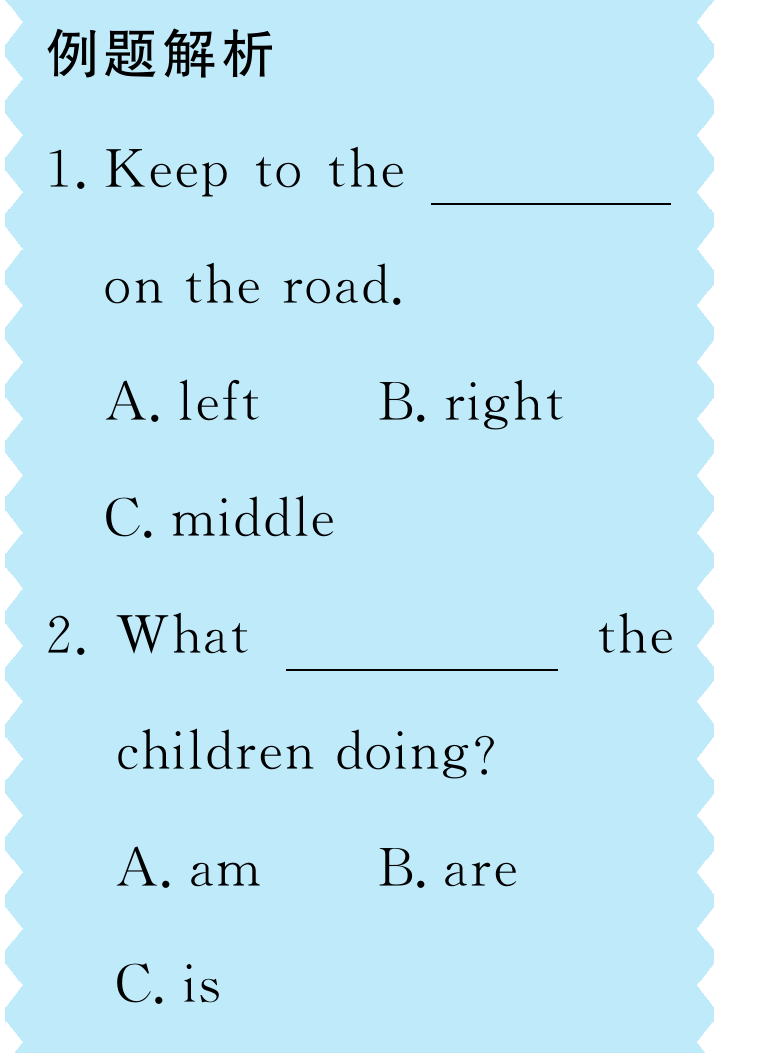 例题解析
1. Keep to the ________
on the road.
A. left B. right
C. middle
2. What ________ the
children doing?
A. am B. are
C. is